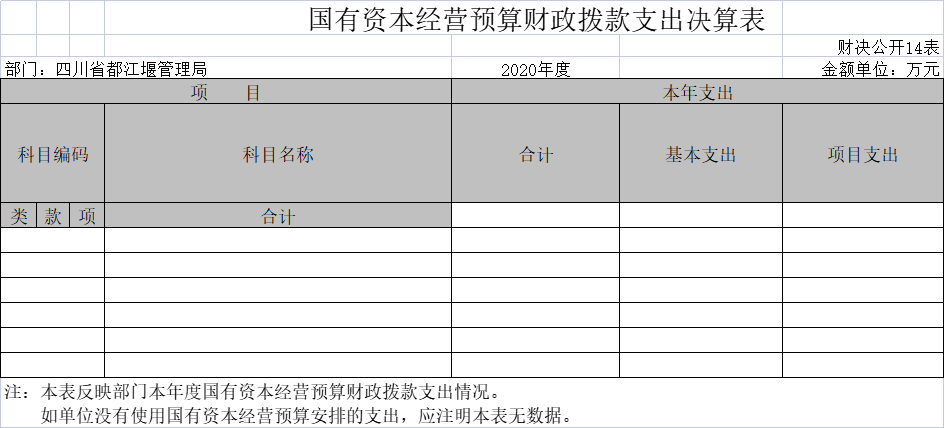 国有资本经营预算财政拨款支出决算表
财决公开14表
部门：四川省都江堰管理局 2020年度 金额单位：万元
项 目 本年支出
科目编码 科目名称 合计 基本支出 项目支出
类 款 项 合计
注：本表反映部门本年度国有资本经营预算财政拨款支出情况。
如单位没有使用国有资本经营预算安排的支出，应注明本表无数据。